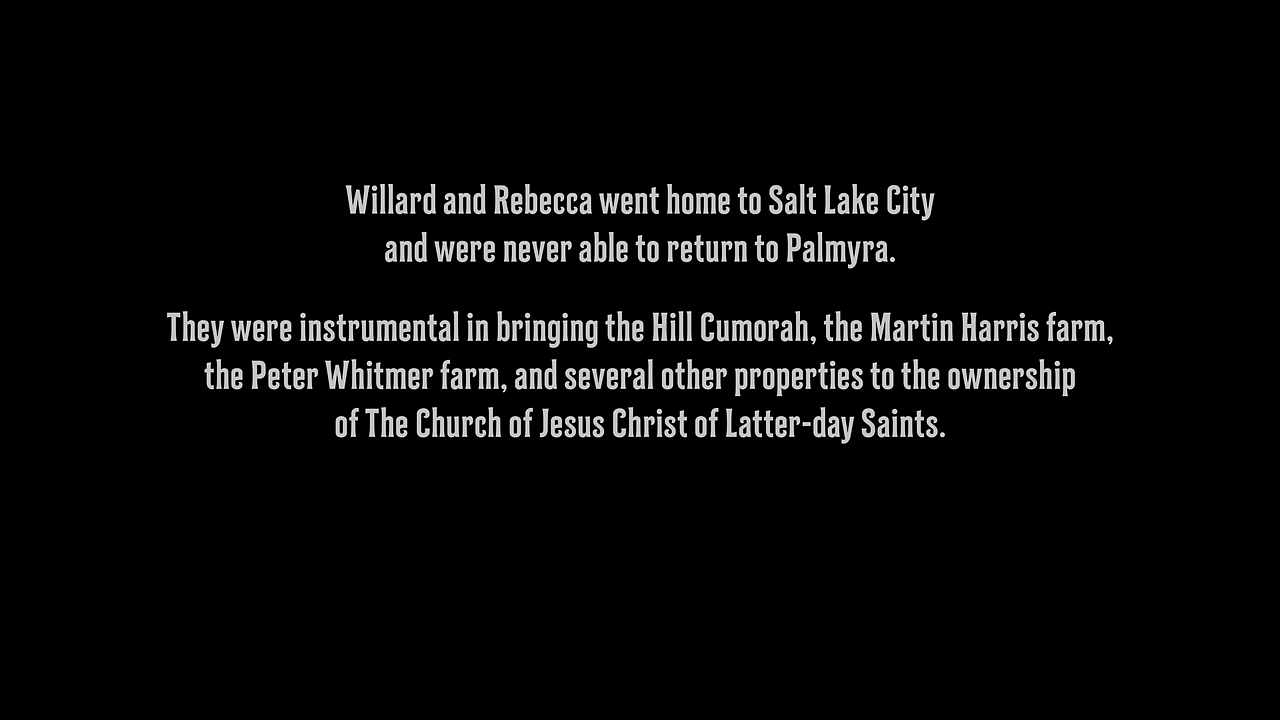 Willard and Rebecca went home to Salt Lake City
and were never able to return to Palmyra.
They were instrumental in bringing the Hill Cumorah, the Martin Harris farm,
the Peter Whitmer farm, and several other properties to the ownership
of The Church of Jesus Christ of Latter-day Saints.